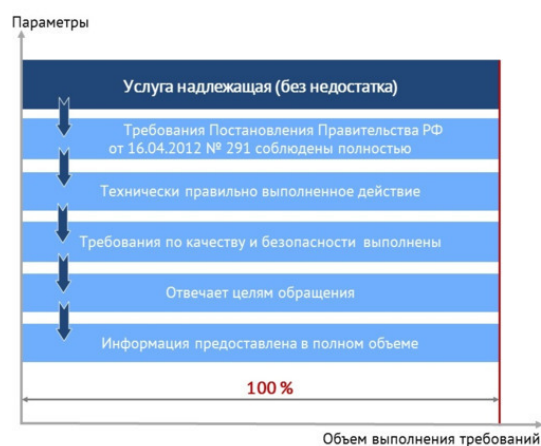 Параметры
Услуга надлежащая (без недостатка)
Требования Постановления Правительства РФ
от 16.04.2012 № 291 соблюдены полностью
Технически правильно выполненное действие
Требования по качеству и безопасности выполнены
Отвечает целям обращения
Информация предоставлена в полном объеме
100 %
Объем выполнения требований